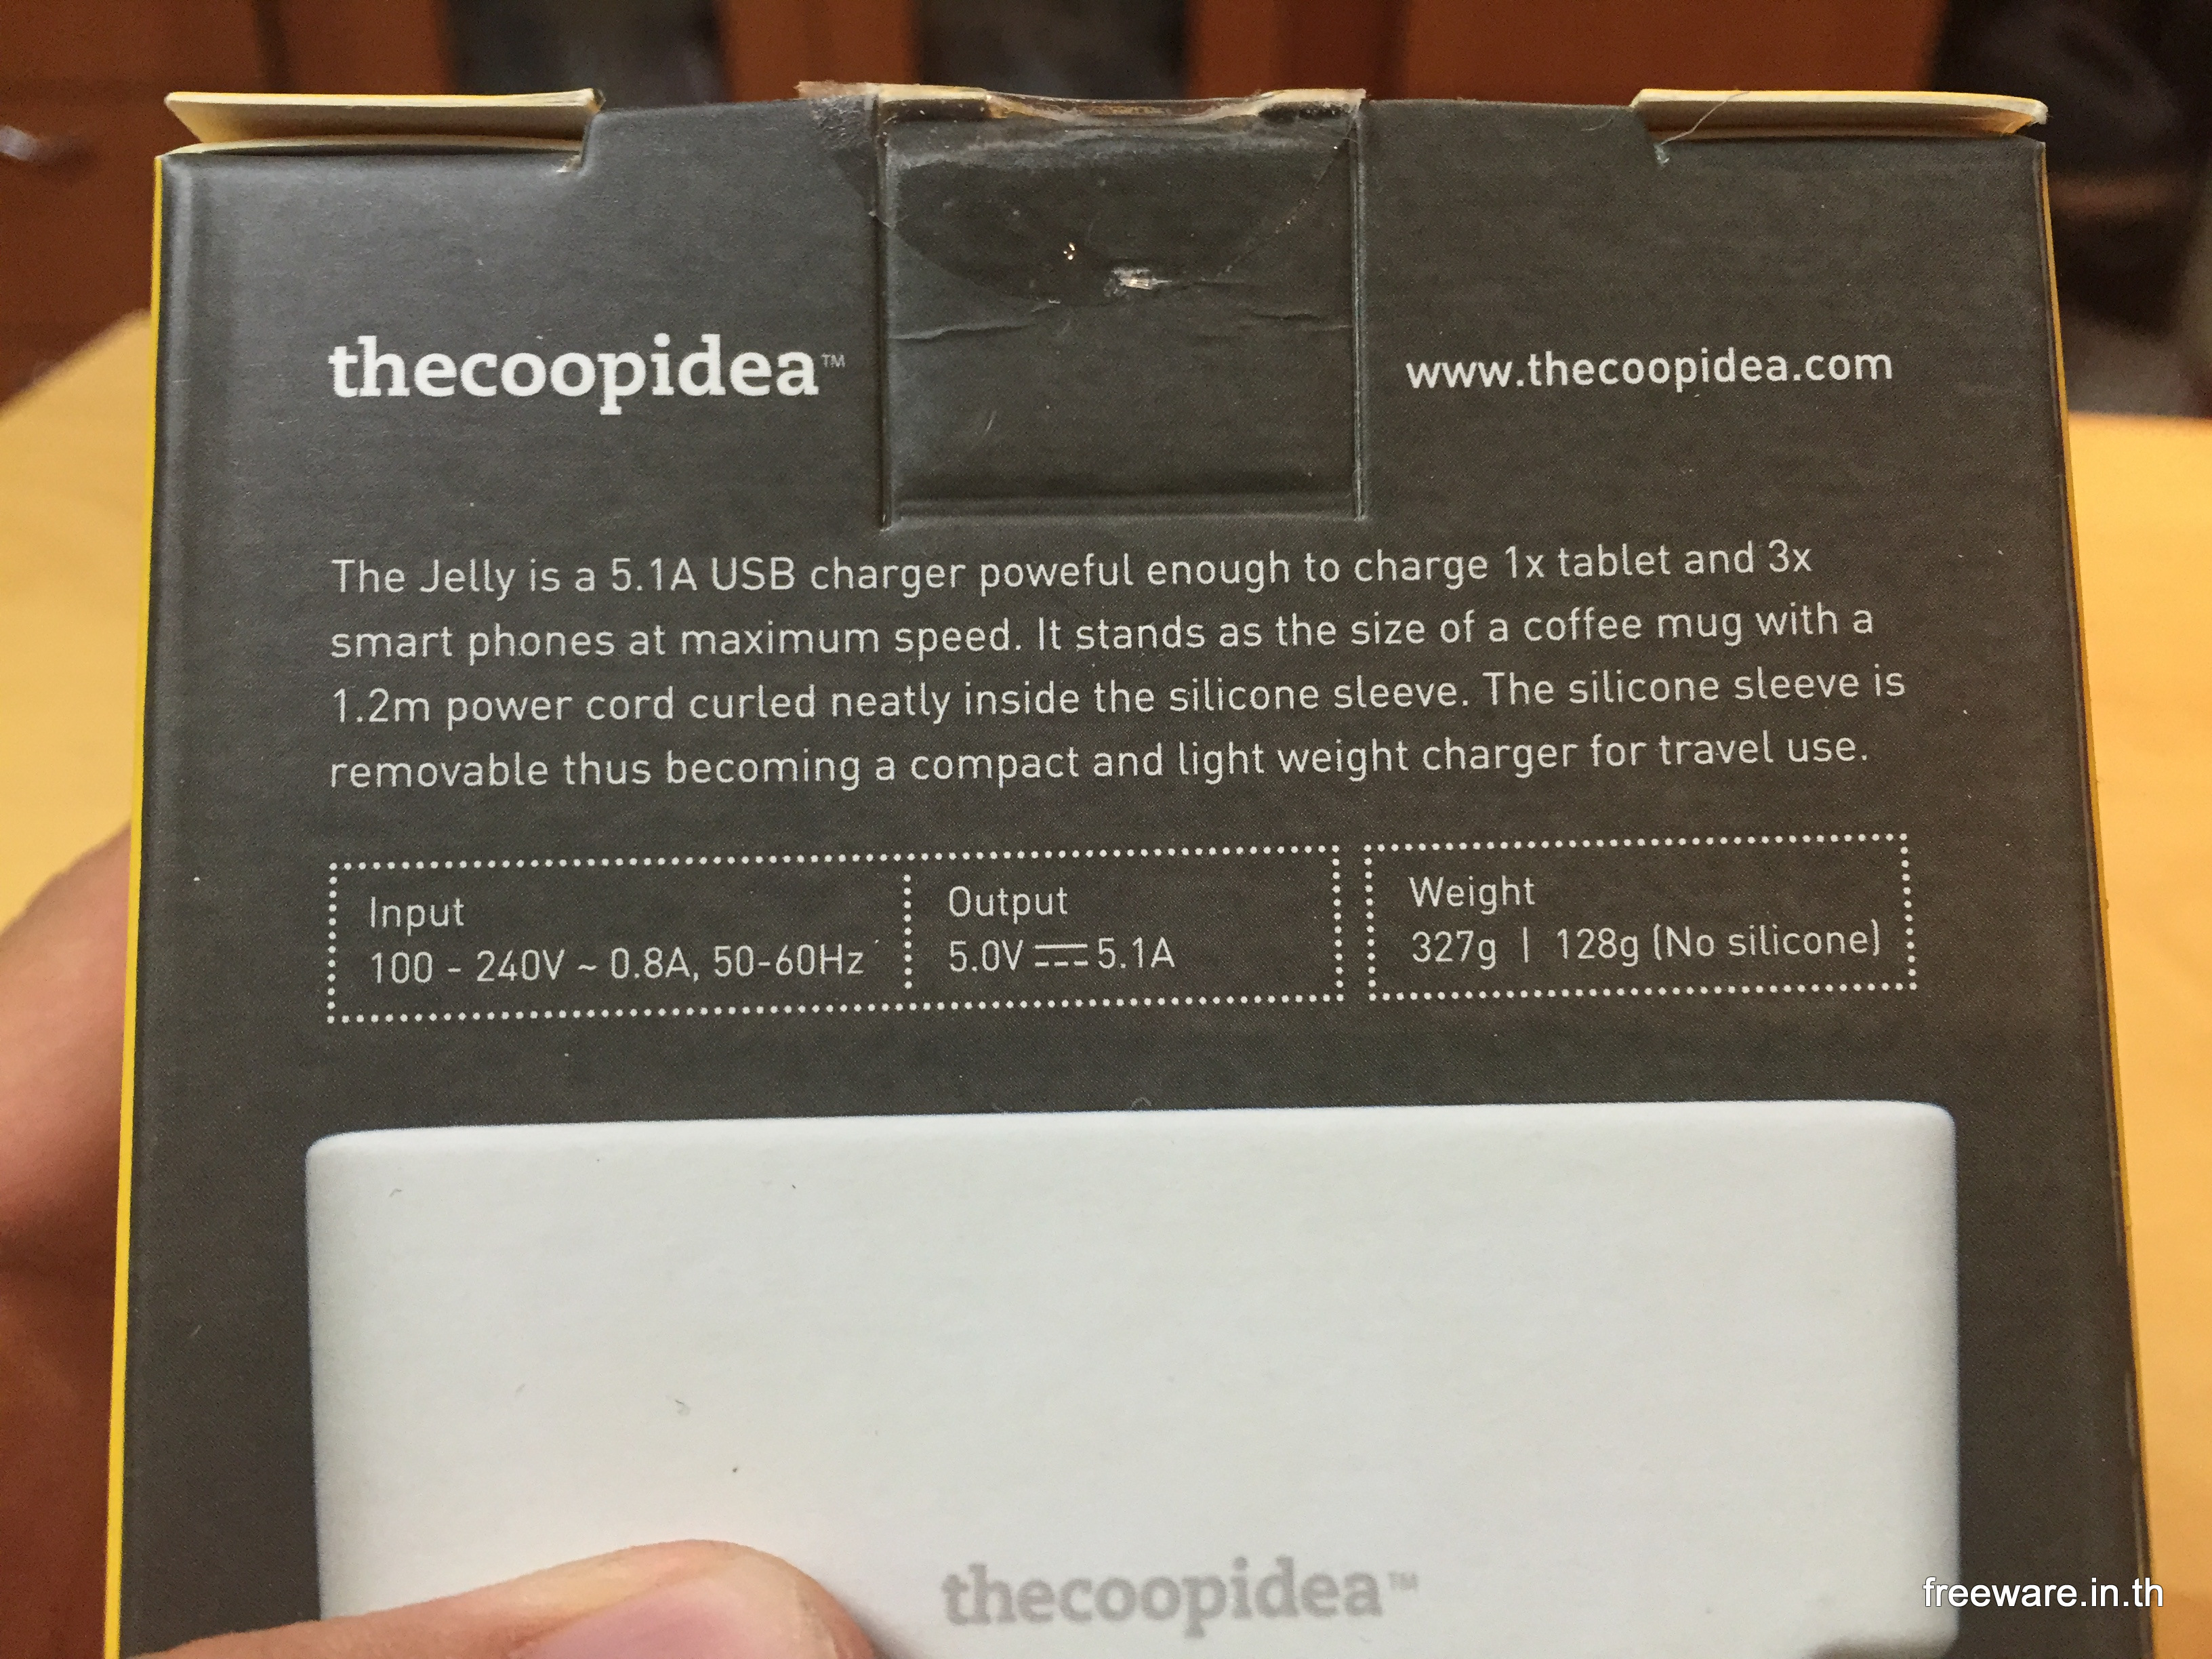 thecoopidea™
www.thecoopidea.com
The Jelly is a 5.1A USB charger poweful enough to charge 1x tablet and 3x
smart phones at maximum speed. It stands as the size of a coffee mug with a
1.2m power cord curled neatly inside the silicone sleeve. The silicone sleeve is
removable thus becoming a compact and light weight charger for travel use.
Input
100 - 240V ~ 0.8A, 50-60Hz
Output
5.0V ⎓ 5.1A
Weight
327g | 128g (No silicone)
thecoopidea™
freeware.in.th